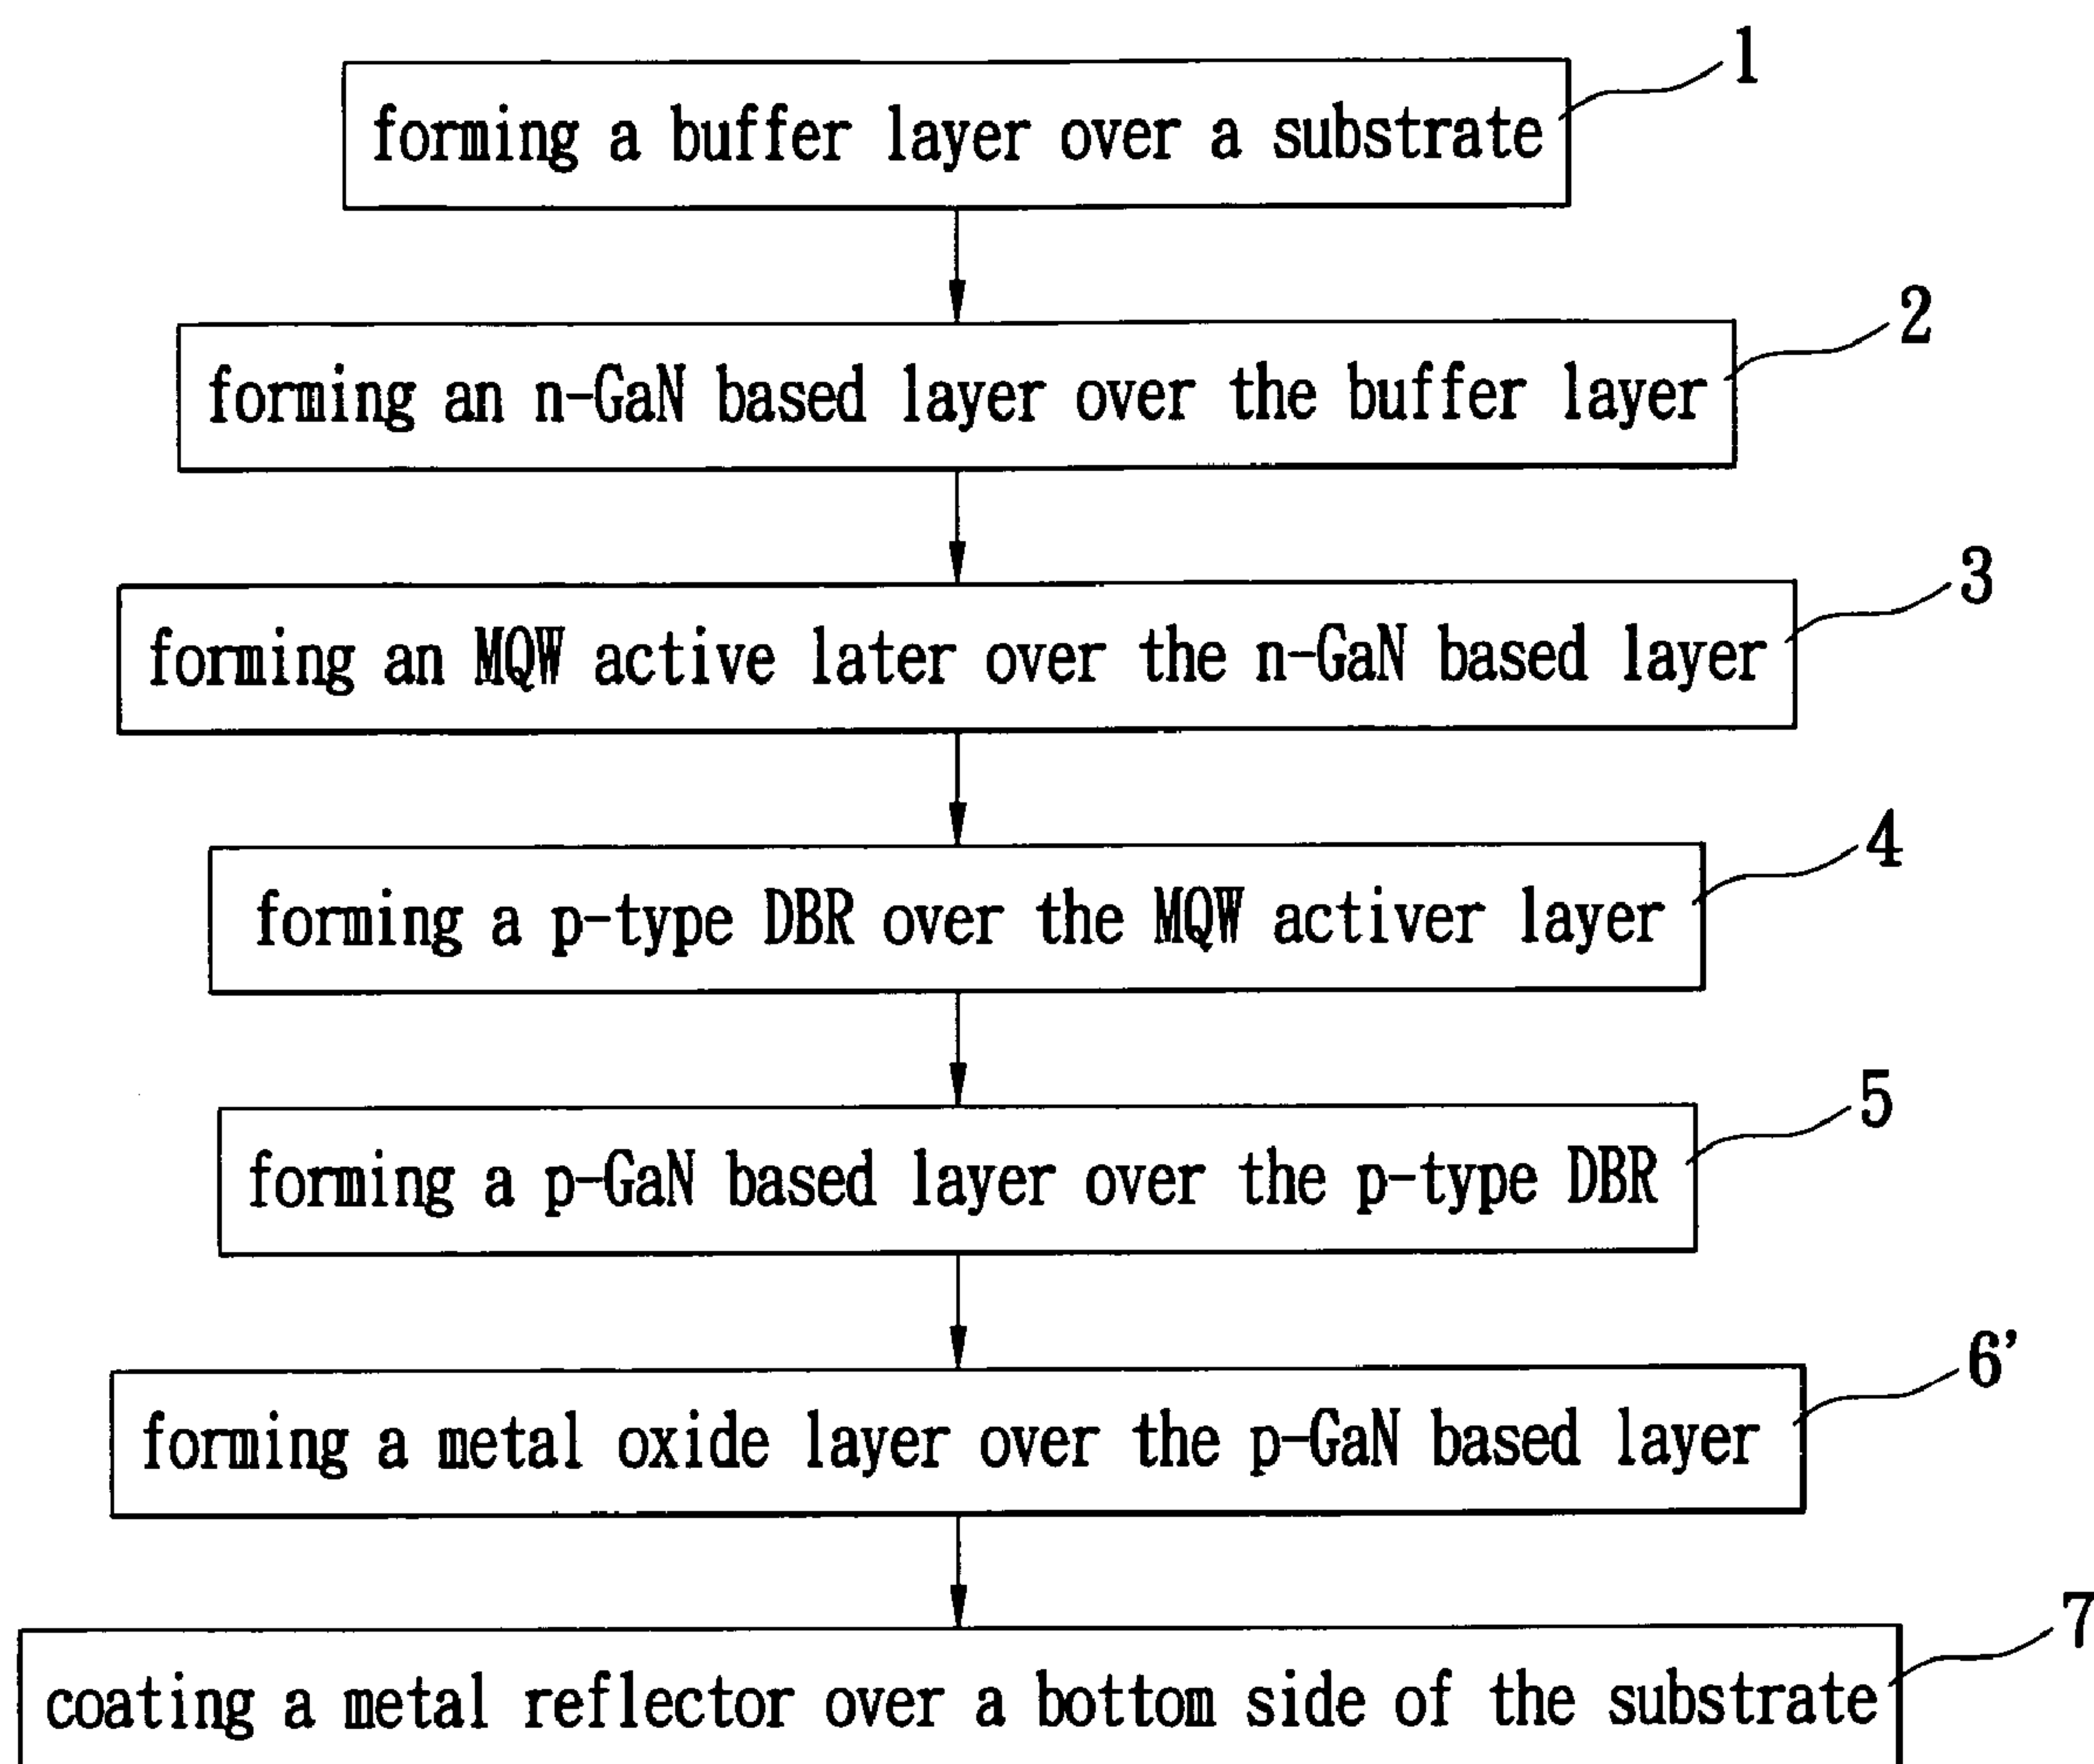 1
forming a buffer layer over a substrate
2
forming an n-GaN based layer over the buffer layer
3
forming an MQW active later over the n-GaN based layer
4
forming a p-type DBR over the MQW activer layer
5
forming a p-GaN based layer over the p-type DBR
6’
forming a metal oxide layer over the p-GaN based layer
7
coating a metal reflector over a bottom side of the substrate